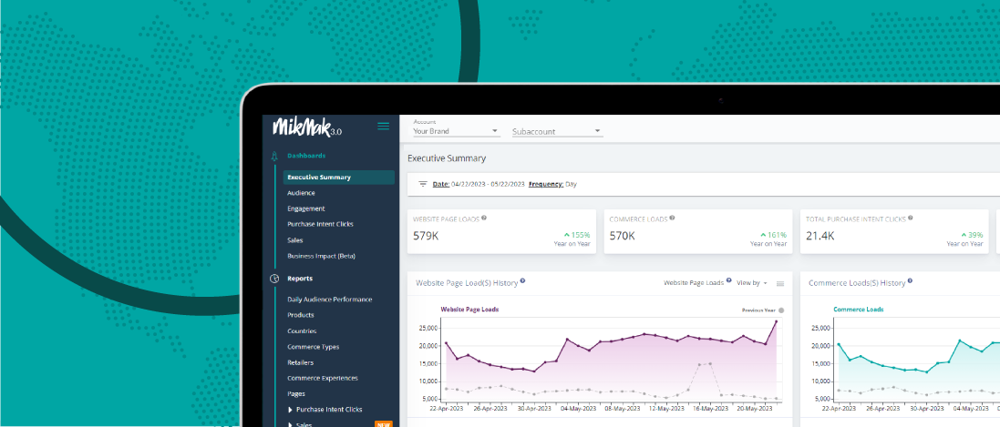 MikMak 3.0
Account
Your Brand
Subaccount
Dashboards
Executive Summary
Audience
Engagement
Purchase Intent Clicks
Sales
Business Impact (Beta)
Reports
Daily Audience Performance
Products
Countries
Commerce Types
Retailers
Commerce Experiences
Pages
Purchase Intent Clicks
Sales NEW
Executive Summary
Date: 04/22/2023 - 05/22/2023 Frequency: Day
WEBSITE PAGE LOADS ?
579K
155%
Year on Year
COMMERCE LOADS ?
570K
161%
Year on Year
TOTAL PURCHASE INTENT CLICKS ?
21.4K
39%
Year on Year
Website Page Load(S) History ?
Website Page Loads ? View by
Website Page Loads
Previous Year
25,000
20,000
15,000
10,000
5,000
22-Apr-2023 26-Apr-2023 30-Apr-2023 04-May-2023 08-May-2023 12-May-2023 16-May-2023 20-May-2023
Commerce Loads(S) History ?
Commerce Loads
25,000
20,000
15,000
10,000
5,000
22-Apr-2023 26-Apr-2023 30-Apr-2023 04-May-2023